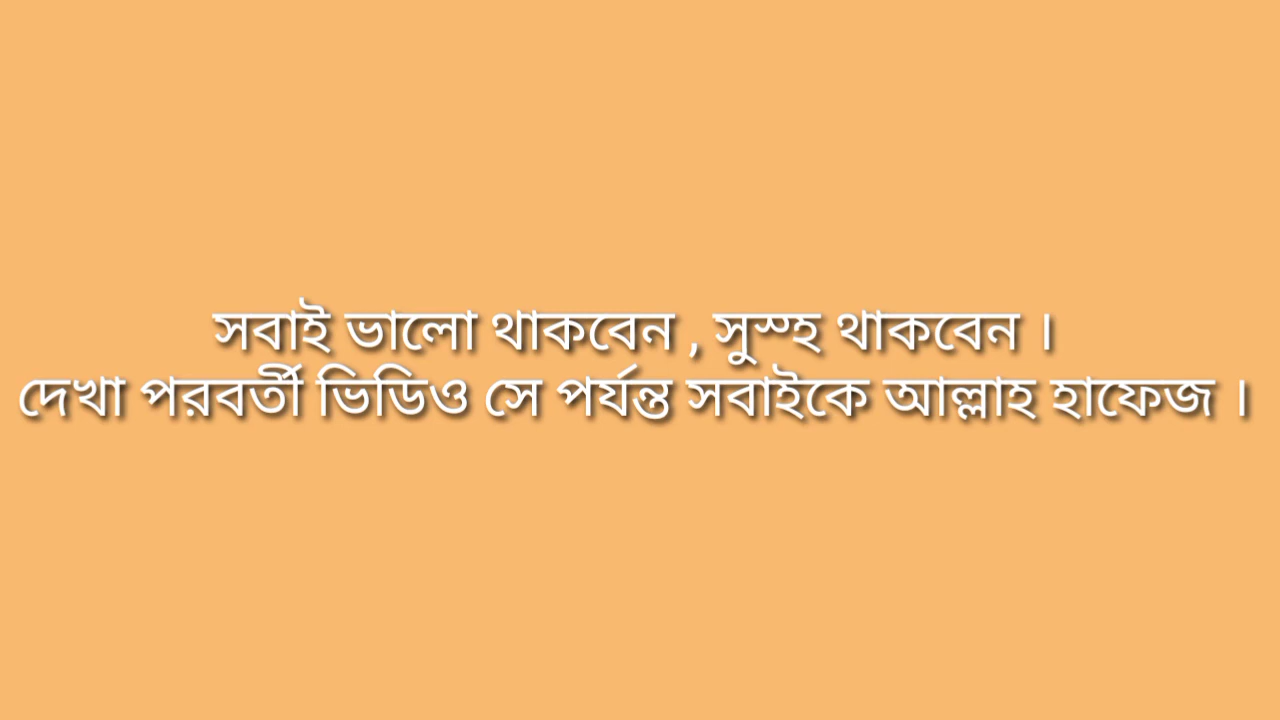 সবাই ভালো থাকবেন , সুস্হ থাকবেন ।
দেখা পরবর্তী ভিডিও সে পর্যন্ত সবাইকে আল্লাহ হাফেজ ।